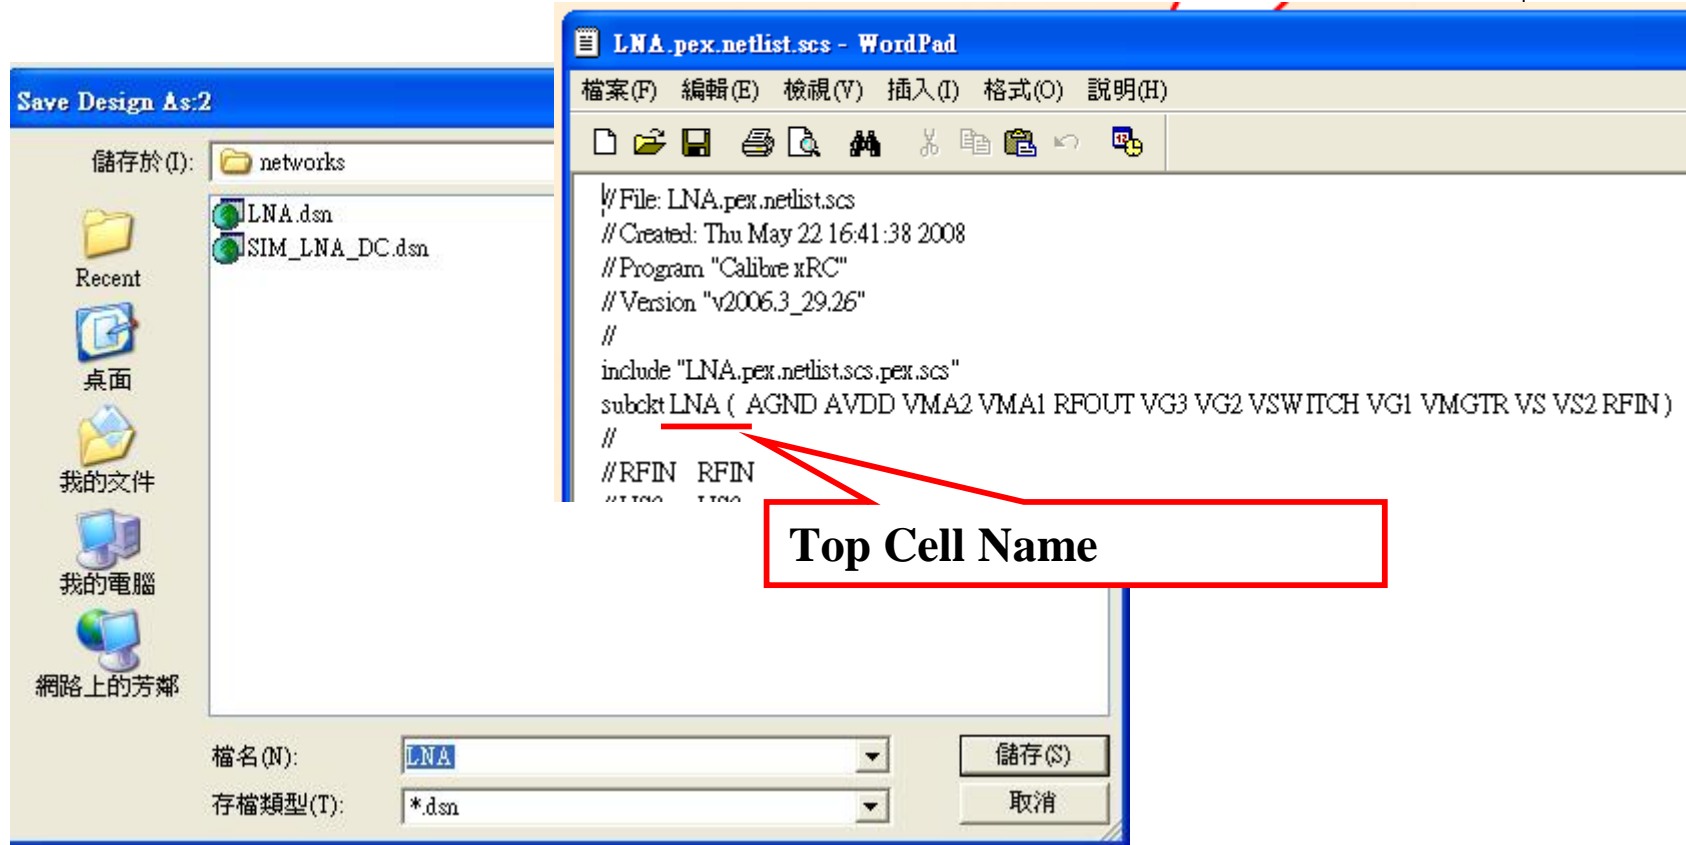 Save Design As:2
儲存於(I):
networks
LNA.dsn
SIM_LNA_DC.dsn
Recent
桌面
我的文件
我的電腦
網路上的芳鄰
檔名(N):
LNA
儲存(S)
存檔類型(T):
*.dsn
取消
LNA.pex.netlist.scs - WordPad
檔案(F) 編輯(E) 檢視(V) 插入(I) 格式(O) 說明(H)
//File: LNA.pex.netlist.scs
//Created: Thu May 22 16:41:38 2008
//Program "Calibre xRC"
//Version "v2006.3_29.26"
//
include "LNA.pex.netlist.scs.pex.scs"
subckt LNA ( AGND AVDD VMA2 VMA1 RFOUT VG3 VG2 VSWITCH VG1 VMGTR VS VS2 RFIN )
//
//RFIN RFIN
Top Cell Name